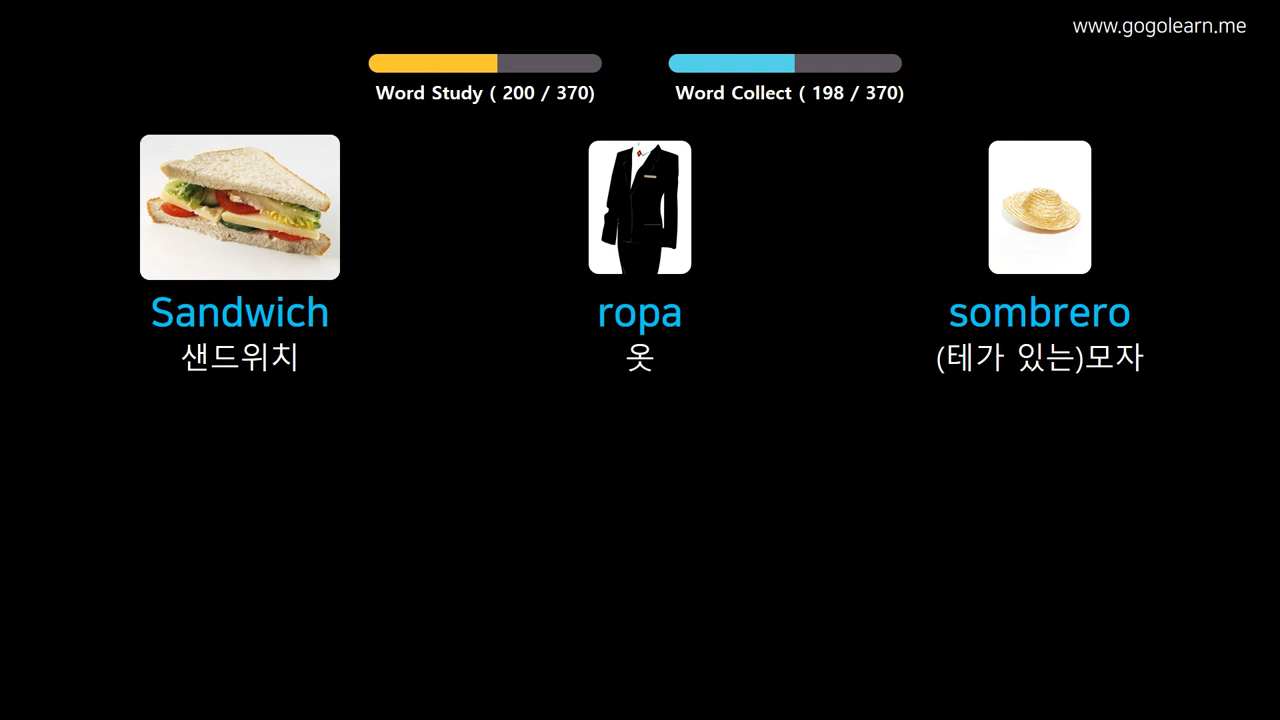 www.gogolearn.me
Word Study ( 200 / 370)
Word Collect ( 198 / 370)
Sandwich
샌드위치
ropa
옷
sombrero
(테가 있는)모자